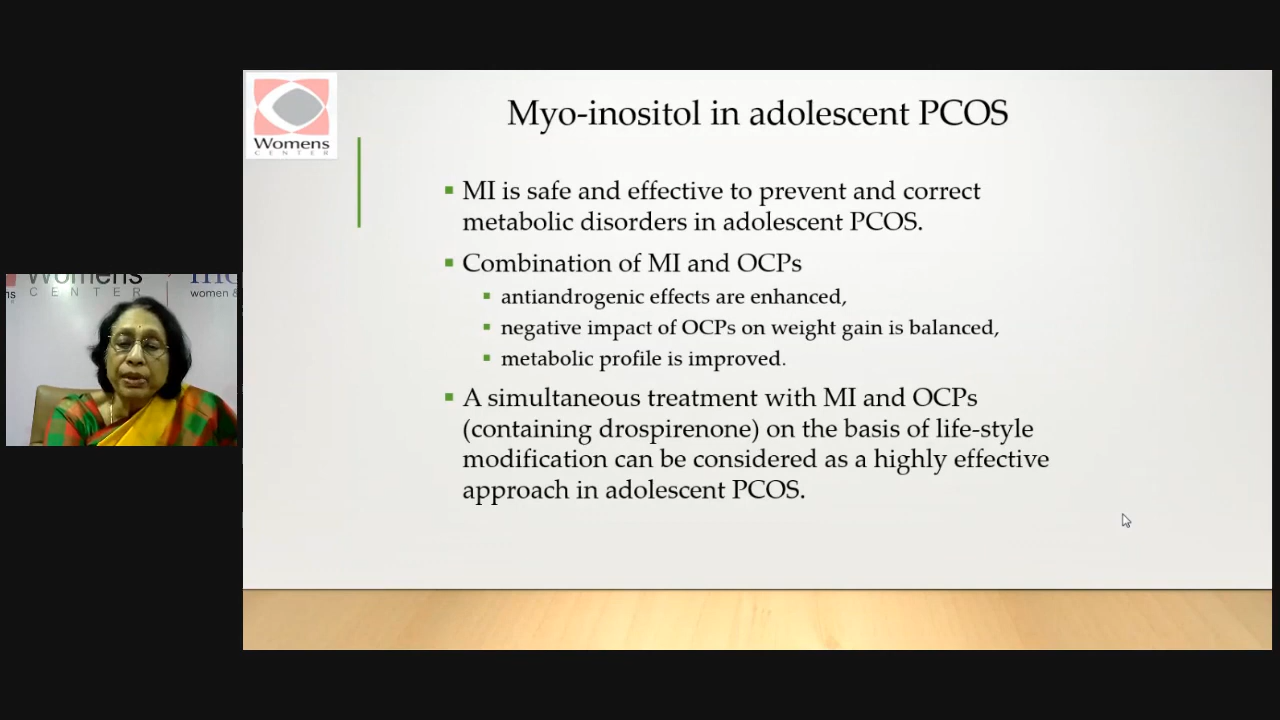 Womens
CENTER
Myo-inositol in adolescent PCOS
MI is safe and effective to prevent and correct
metabolic disorders in adolescent PCOS.
Combination of MI and OCPs
antiandrogenic effects are enhanced,
negative impact of OCPs on weight gain is balanced,
metabolic profile is improved.
A simultaneous treatment with MI and OCPs
(containing drospirenone) on the basis of life-style
modification can be considered as a highly effective
approach in adolescent PCOS.
Womens
CENTER
women &